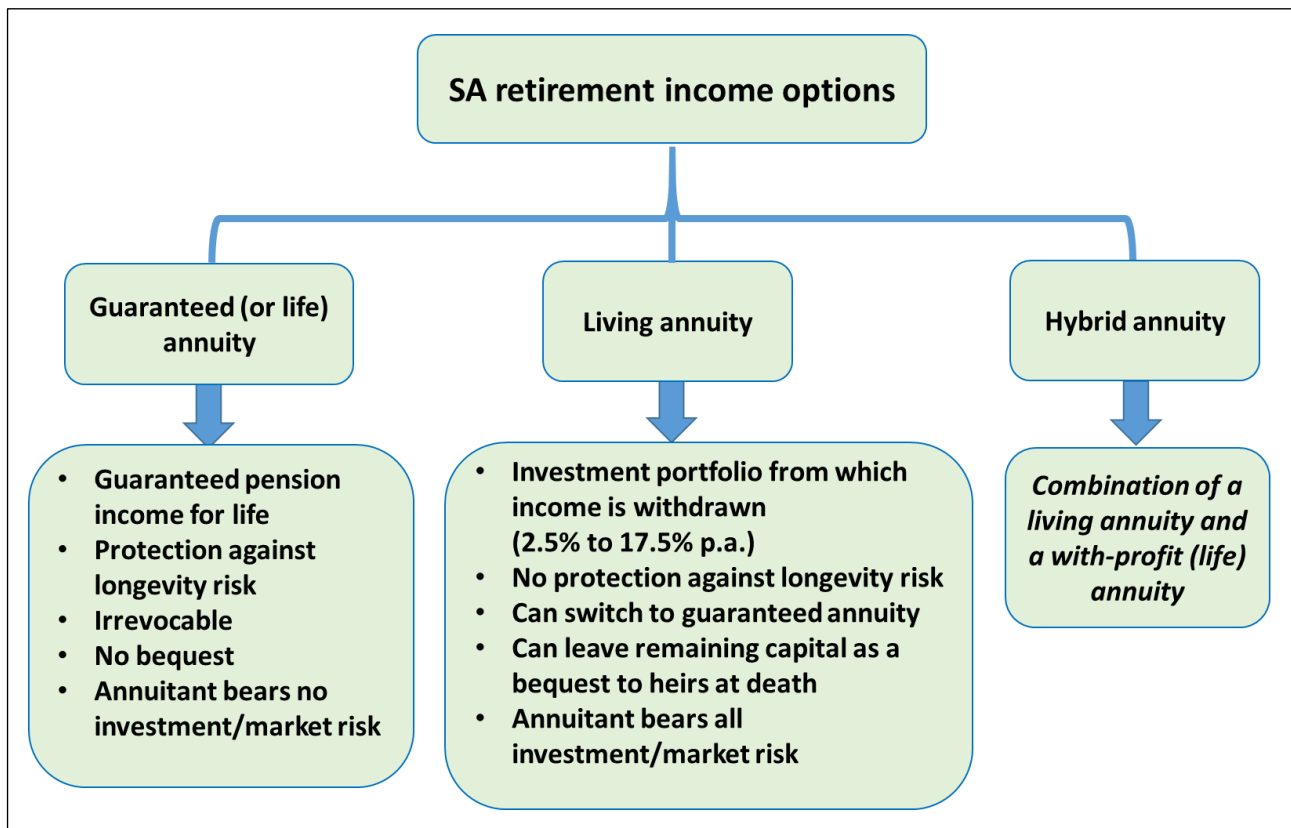 SA retirement income options
Guaranteed (or life)
annuity
Living annuity
Hybrid annuity
• Guaranteed pension
income for life
• Protection against
longevity risk
• Irrevocable
• No bequest
• Annuitant bears no
investment/market risk
• Investment portfolio from which
income is withdrawn
(2.5% to 17.5% p.a.)
• No protection against longevity risk
• Can switch to guaranteed annuity
• Can leave remaining capital as a
bequest to heirs at death
• Annuitant bears all
investment/market risk
Combination of a
living annuity and
a with-profit (life)
annuity